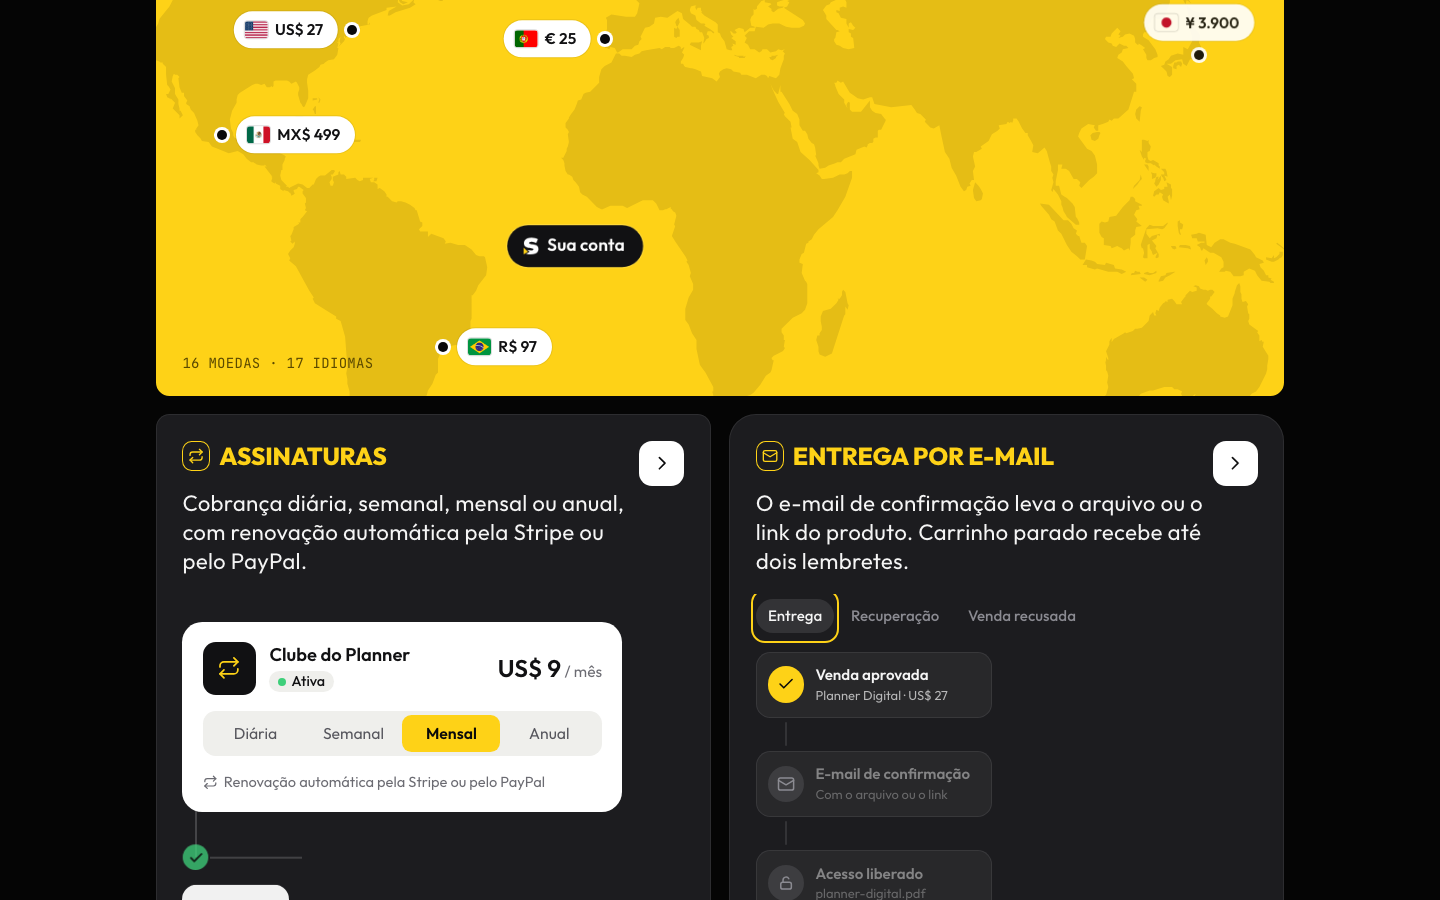 US$ 27
€ 25
¥ 3.900
MX$ 499
Sua conta
R$ 97
16 MOEDAS · 17 IDIOMAS
ASSINATURAS
Cobrança diária, semanal, mensal ou anual,
com renovação automática pela Stripe ou
pelo PayPal.
Clube do Planner
Ativa
US$ 9 / mês
Diária
Semanal
Mensal
Anual
Renovação automática pela Stripe ou pelo PayPal
ENTREGA POR E-MAIL
O e-mail de confirmação leva o arquivo ou o
link do produto. Carrinho parado recebe até
dois lembretes.
Entrega
Recuperação
Venda recusada
Venda aprovada
Planner Digital · US$ 27
E-mail de confirmação
Com o arquivo ou o link
Acesso liberado
planner-digital.pdf